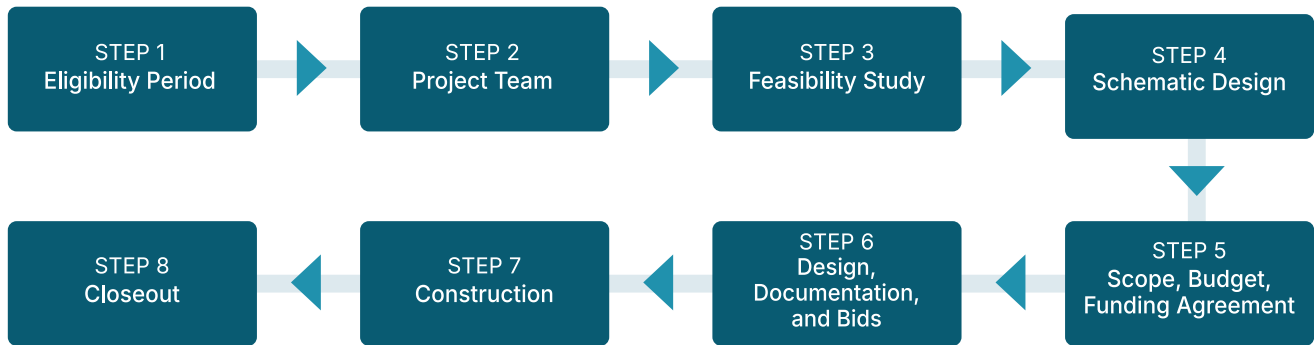 STEP 1
Eligibility Period
STEP 2
Project Team
STEP 3
Feasibility Study
STEP 4
Schematic Design
STEP 5
Scope, Budget,
Funding Agreement
STEP 6
Design,
Documentation,
and Bids
STEP 7
Construction
STEP 8
Closeout